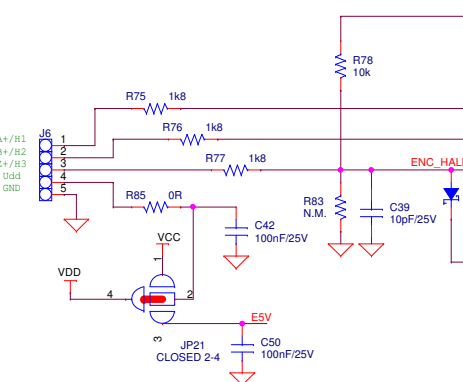 R78
10k
R75 1k8
R76 1k8
R77 1k8
J6
A+/H1 1
B+/H2 2
Z+/H3 3
Udd 4
GND 5
ENC_HALL
R85 0R
R83
N.M.
C39
10pF/25V
C42
100nF/25V
VCC
1
VDD
4 2
3
E5V
JP21
CLOSED 2-4
C50
100nF/25V